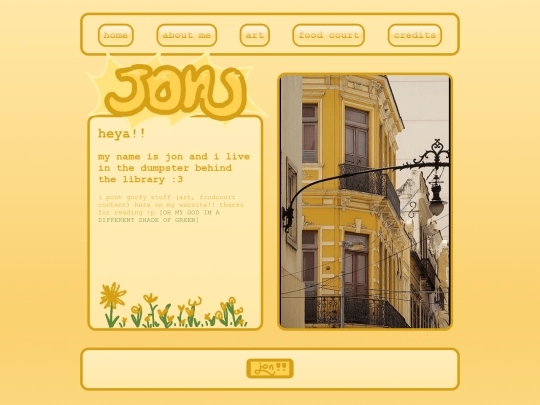 home about me art food court credits
Jon
heya!!
my name is jon and i live
in the dumpster behind
the library :3
i post goofy stuff (art, foodcourt
content) here on my website!! thanks
for reading up [OH MY GOD IM A
DIFFERENT SHADE OF GREEN]
jon!!